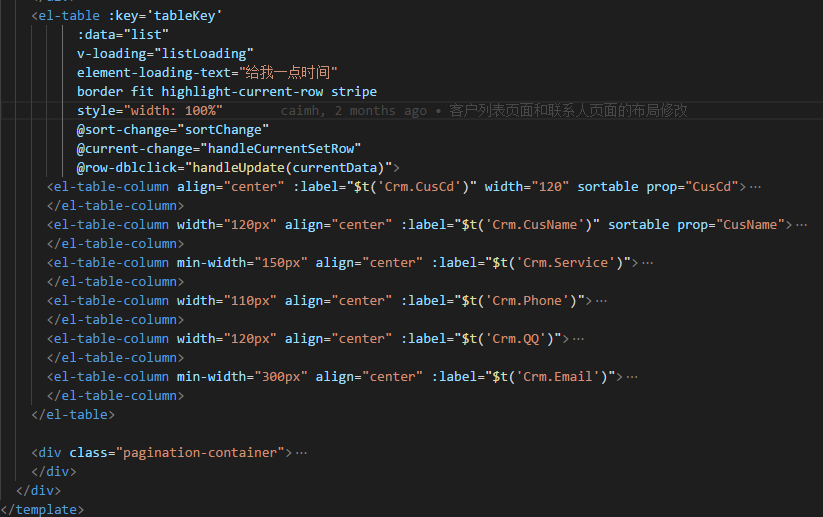 <el-table :key='tableKey'
:data="list"
v-loading="listLoading"
element-loading-text="给我一点时间"
border fit highlight-current-row stripe
style="width: 100%" caimh, 2 months ago • 客户列表页面和联系人页面的布局修改
@sort-change="sortChange"
@current-change="handleCurrentSetRow"
@row-dblclick="handleUpdate(currentData)">
<el-table-column align="center" :label="$t('Crm.CusCd')" width="120" sortable prop="CusCd">…
</el-table-column>
<el-table-column width="120px" align="center" :label="$t('Crm.CusName')" sortable prop="CusName">…
</el-table-column>
<el-table-column min-width="150px" align="center" :label="$t('Crm.Service')">…
</el-table-column>
<el-table-column width="110px" align="center" :label="$t('Crm.Phone')">…
</el-table-column>
<el-table-column width="120px" align="center" :label="$t('Crm.QQ')">…
</el-table-column>
<el-table-column min-width="300px" align="center" :label="$t('Crm.Email')">…
</el-table-column>
</el-table>
<div class="pagination-container">…
</div>
</div>
</template>